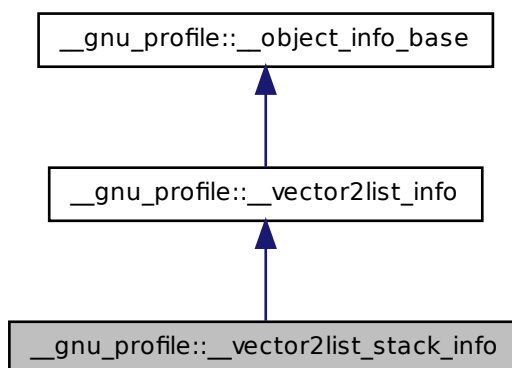 __gnu_profile::__object_info_base
__gnu_profile::__vector2list_info
__gnu_profile::__vector2list_stack_info